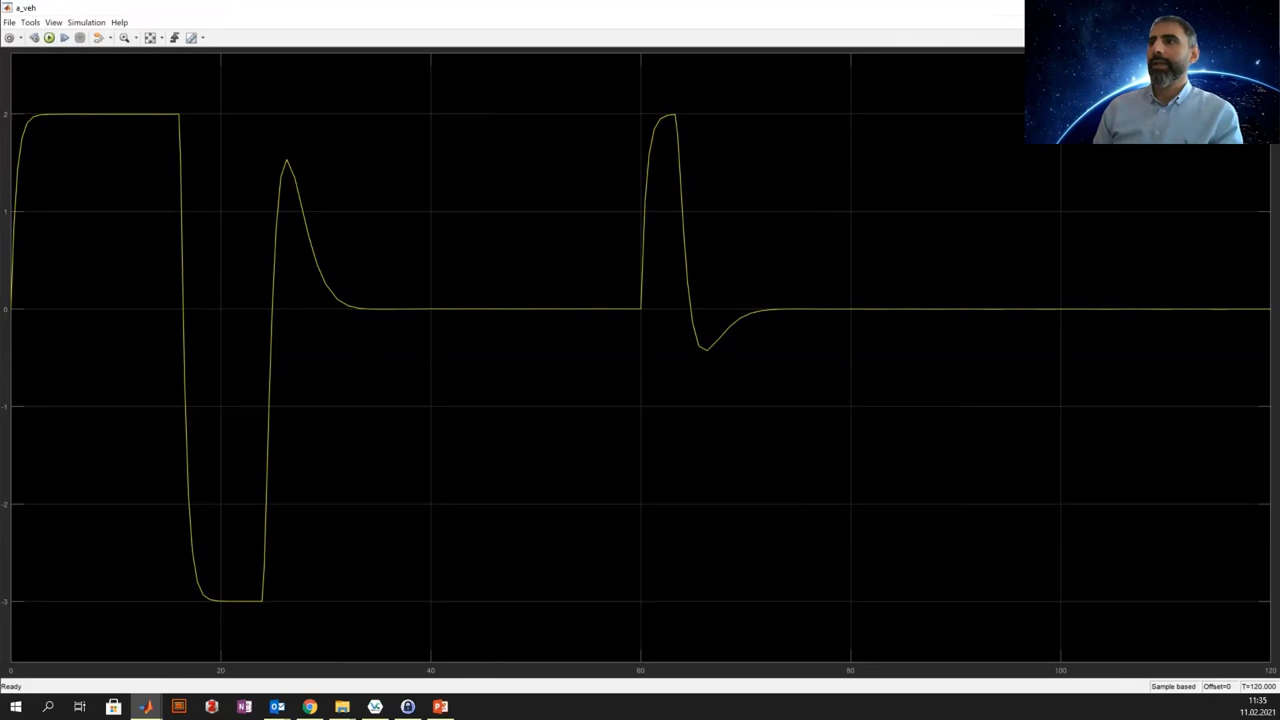 a_veh
File Tools View Simulation Help
2
1
0
-1
-2
-3
0 20 40 60 80 100 120
Ready
Sample based Offset=0 T=120.000
11:35
11.02.2021